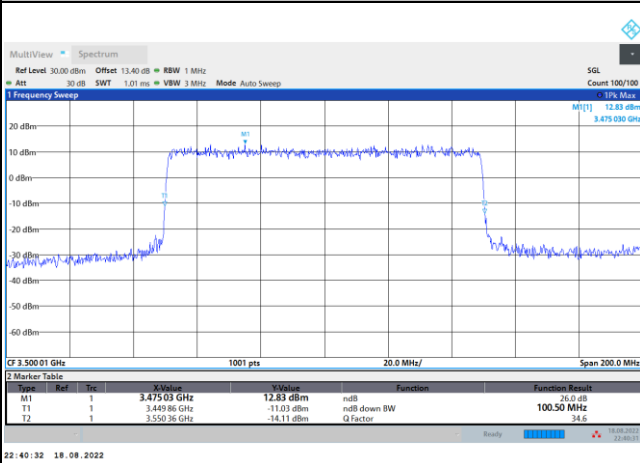 MultiView Spectrum
Ref Level 30.00 dBm Offset 13.40 dB RBW 1 MHz SGL
Att 30 dB SWT 1.01 ms VBW 3 MHz Mode Auto Sweep Count 100/100
1 Frequency Sweep 1Pk Max
M1[1] 12.83 dBm
3.475 030 GHz
20 dBm
M1
10 dBm
0 dBm
T1
T2
-10 dBm
-20 dBm
-30 dBm
-40 dBm
-50 dBm
-60 dBm
CF 3.500 01 GHz 1001 pts 20.0 MHz/ Span 200.0 MHz
2 Marker Table
Type Ref Trc X-Value Y-Value Function Function Result
M1 1 3.475 03 GHz 12.83 dBm ndB 26.0 dB
T1 1 3.449 86 GHz -11.03 dBm ndB down BW 100.50 MHz
T2 1 3.550 36 GHz -14.11 dBm Q Factor 34.6
Ready 18.08.2022
22:40:31
22:40:32 18.08.2022